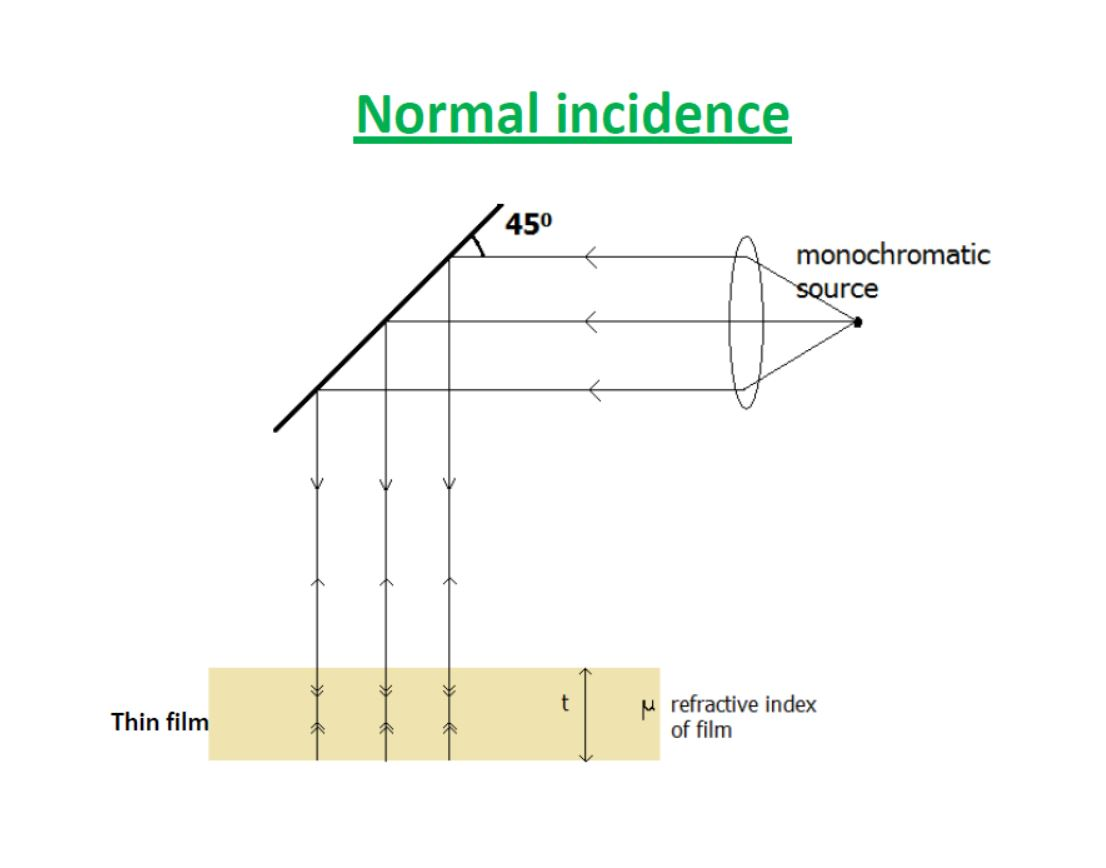 Normal incidence
45⁰
monochromatic
source
t
μ
refractive index
of film
Thin film